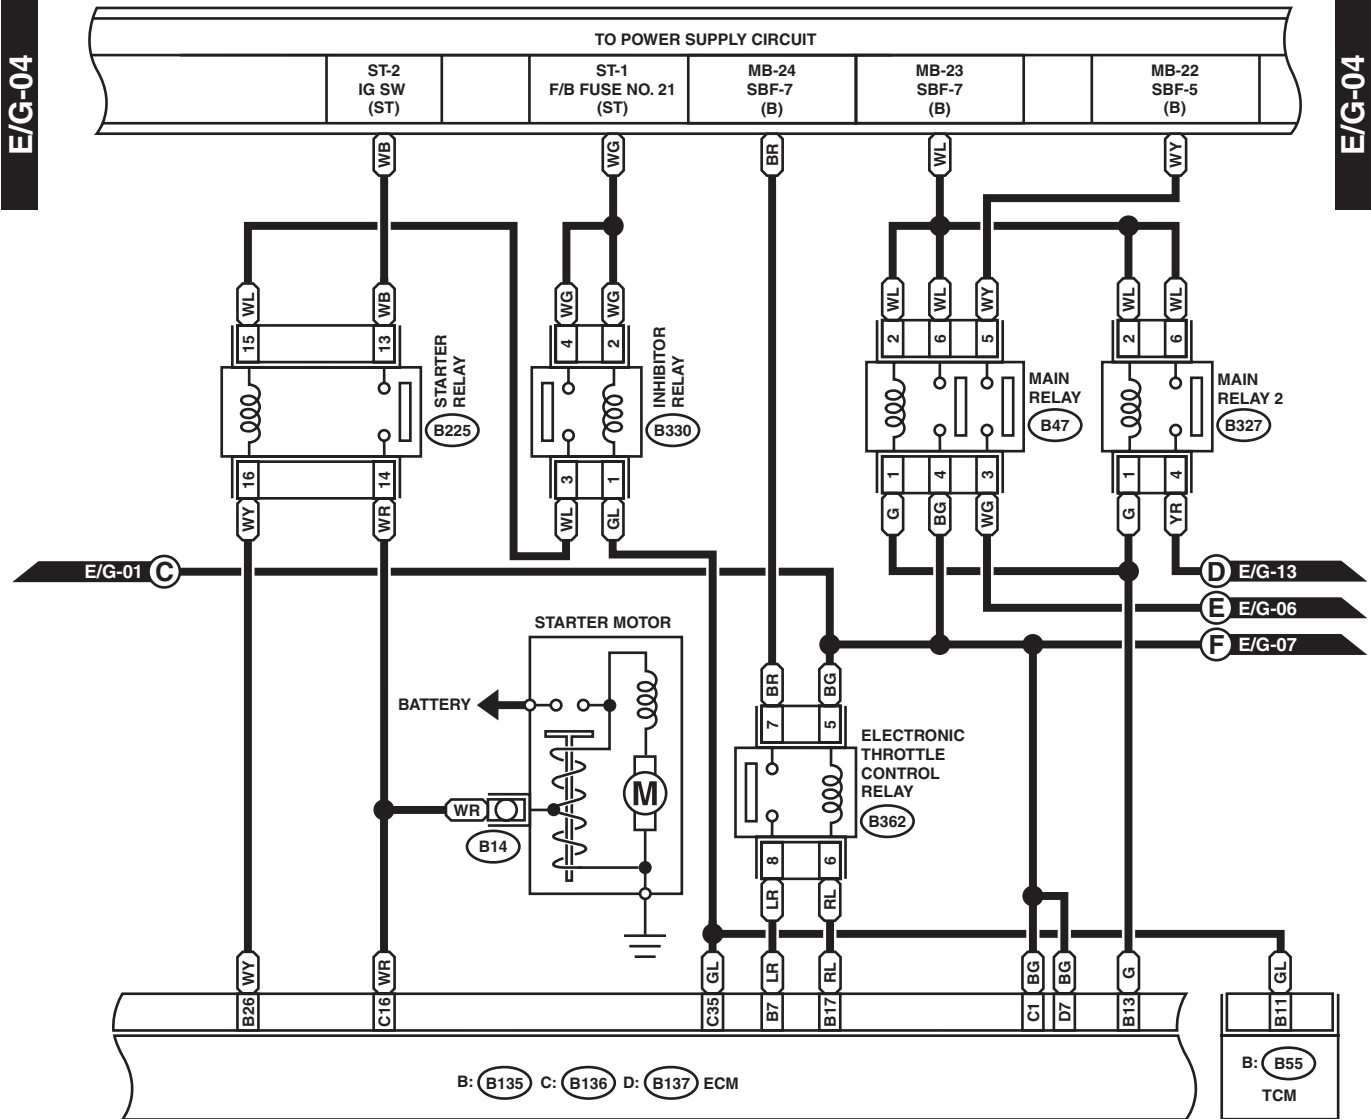 E/G-04
E/G-04
TO POWER SUPPLY CIRCUIT
ST-2
IG SW
(ST)
ST-1
F/B FUSE NO. 21
(ST)
MB-24
SBF-7
(B)
MB-23
SBF-7
(B)
MB-22
SBF-5
(B)
WB
WG
BR
WL
WY
WL
WB
WG
WG
WL
WL
WY
WL
WL
15
13
4
2
2
6
5
2
6
STARTER
RELAY
B225
INHIBITOR
RELAY
B330
MAIN
RELAY
B47
MAIN
RELAY 2
B327
16
14
3
1
1
4
3
1
4
WY
WR
WL
GL
G
BG
WG
G
YR
E/G-01
C
D
E/G-13
E
E/G-06
F
E/G-07
STARTER MOTOR
BATTERY
M
WR
B14
BR
BG
7
5
ELECTRONIC
THROTTLE
CONTROL
RELAY
B362
8
6
LR
RL
WY
WR
GL
LR
RL
BG
BG
G
GL
B26
C16
C35
B7
B17
C1
D7
B13
B11
B: B135 C: B136 D: B137 ECM
B: B55
TCM